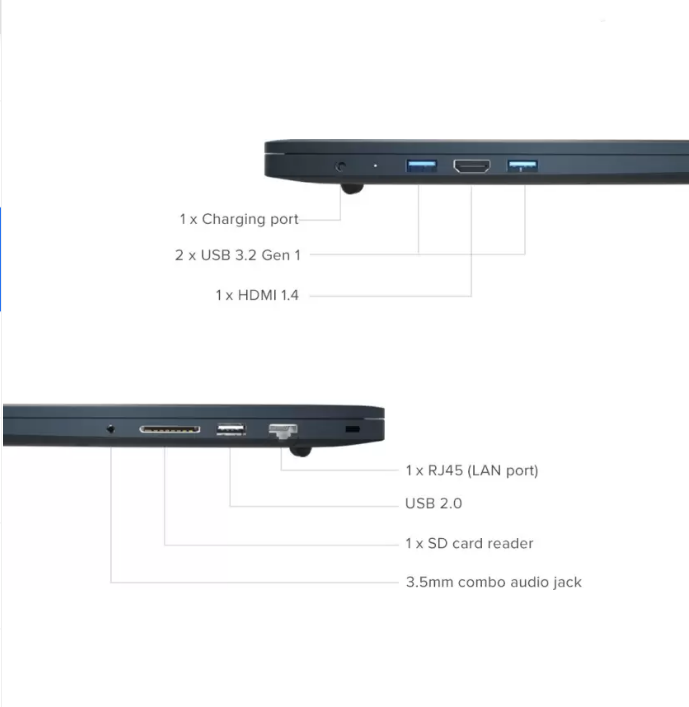 1 x Charging port
2 x USB 3.2 Gen 1
1 x HDMI 1.4
1 x RJ45 (LAN port)
USB 2.0
1 x SD card reader
3.5mm combo audio jack